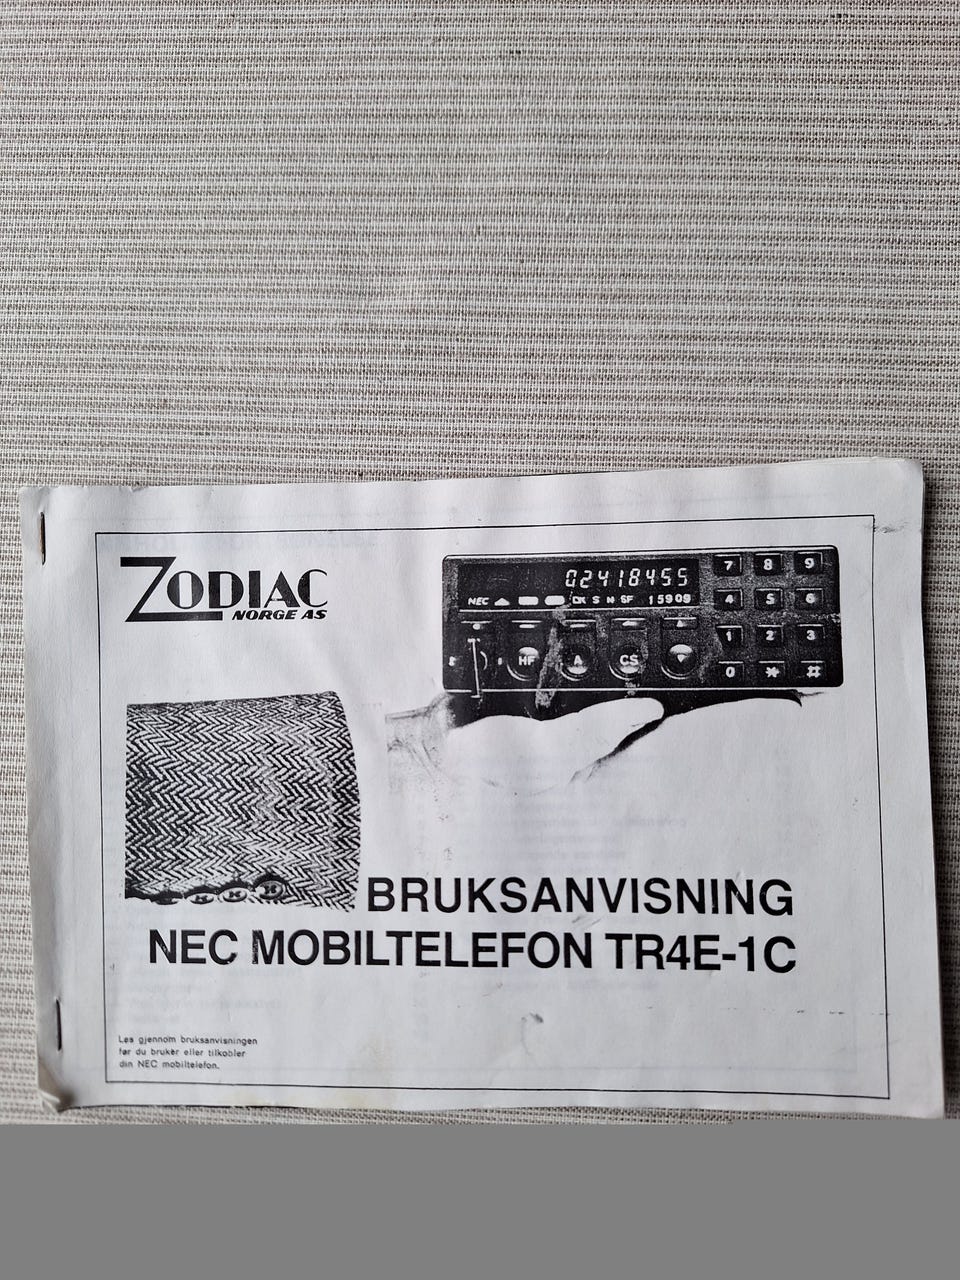 ZODIAC
NORGE AS
02418455
NEC
OK S N SF 15909
7 8 9
4 5 6
1 2 3
0 * #
HF A CS
BRUKSANVISNING
NEC MOBILTELEFON TR4E-1C
Les gjennom bruksanvisningen
før du bruker eller tilkobler
din NEC mobiltelefon.